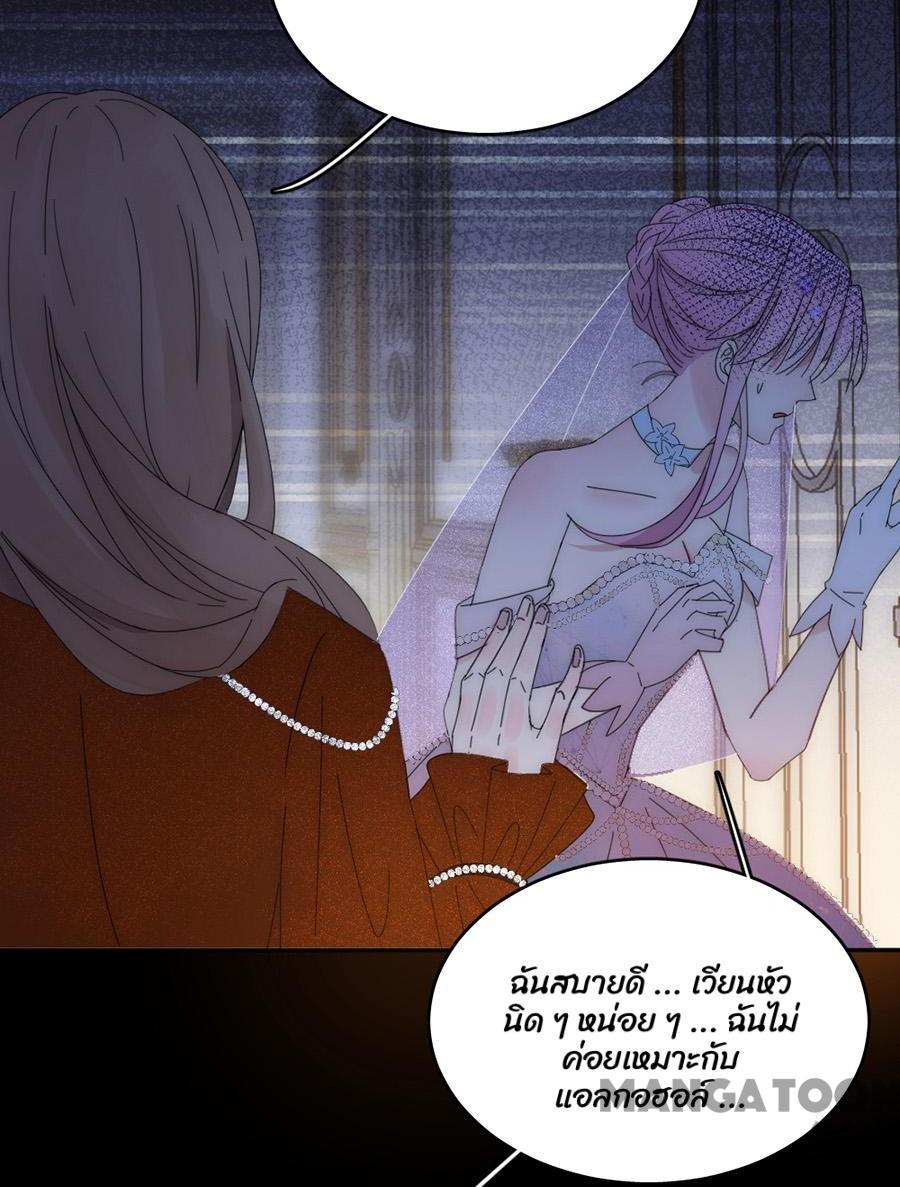 ฉันสบายดี ... เวียนหัว
นิด ๆ หน่อย ๆ ... ฉันไม่
ค่อยเหมาะกับ
แอลกอฮอล์ ...
MANGATOON